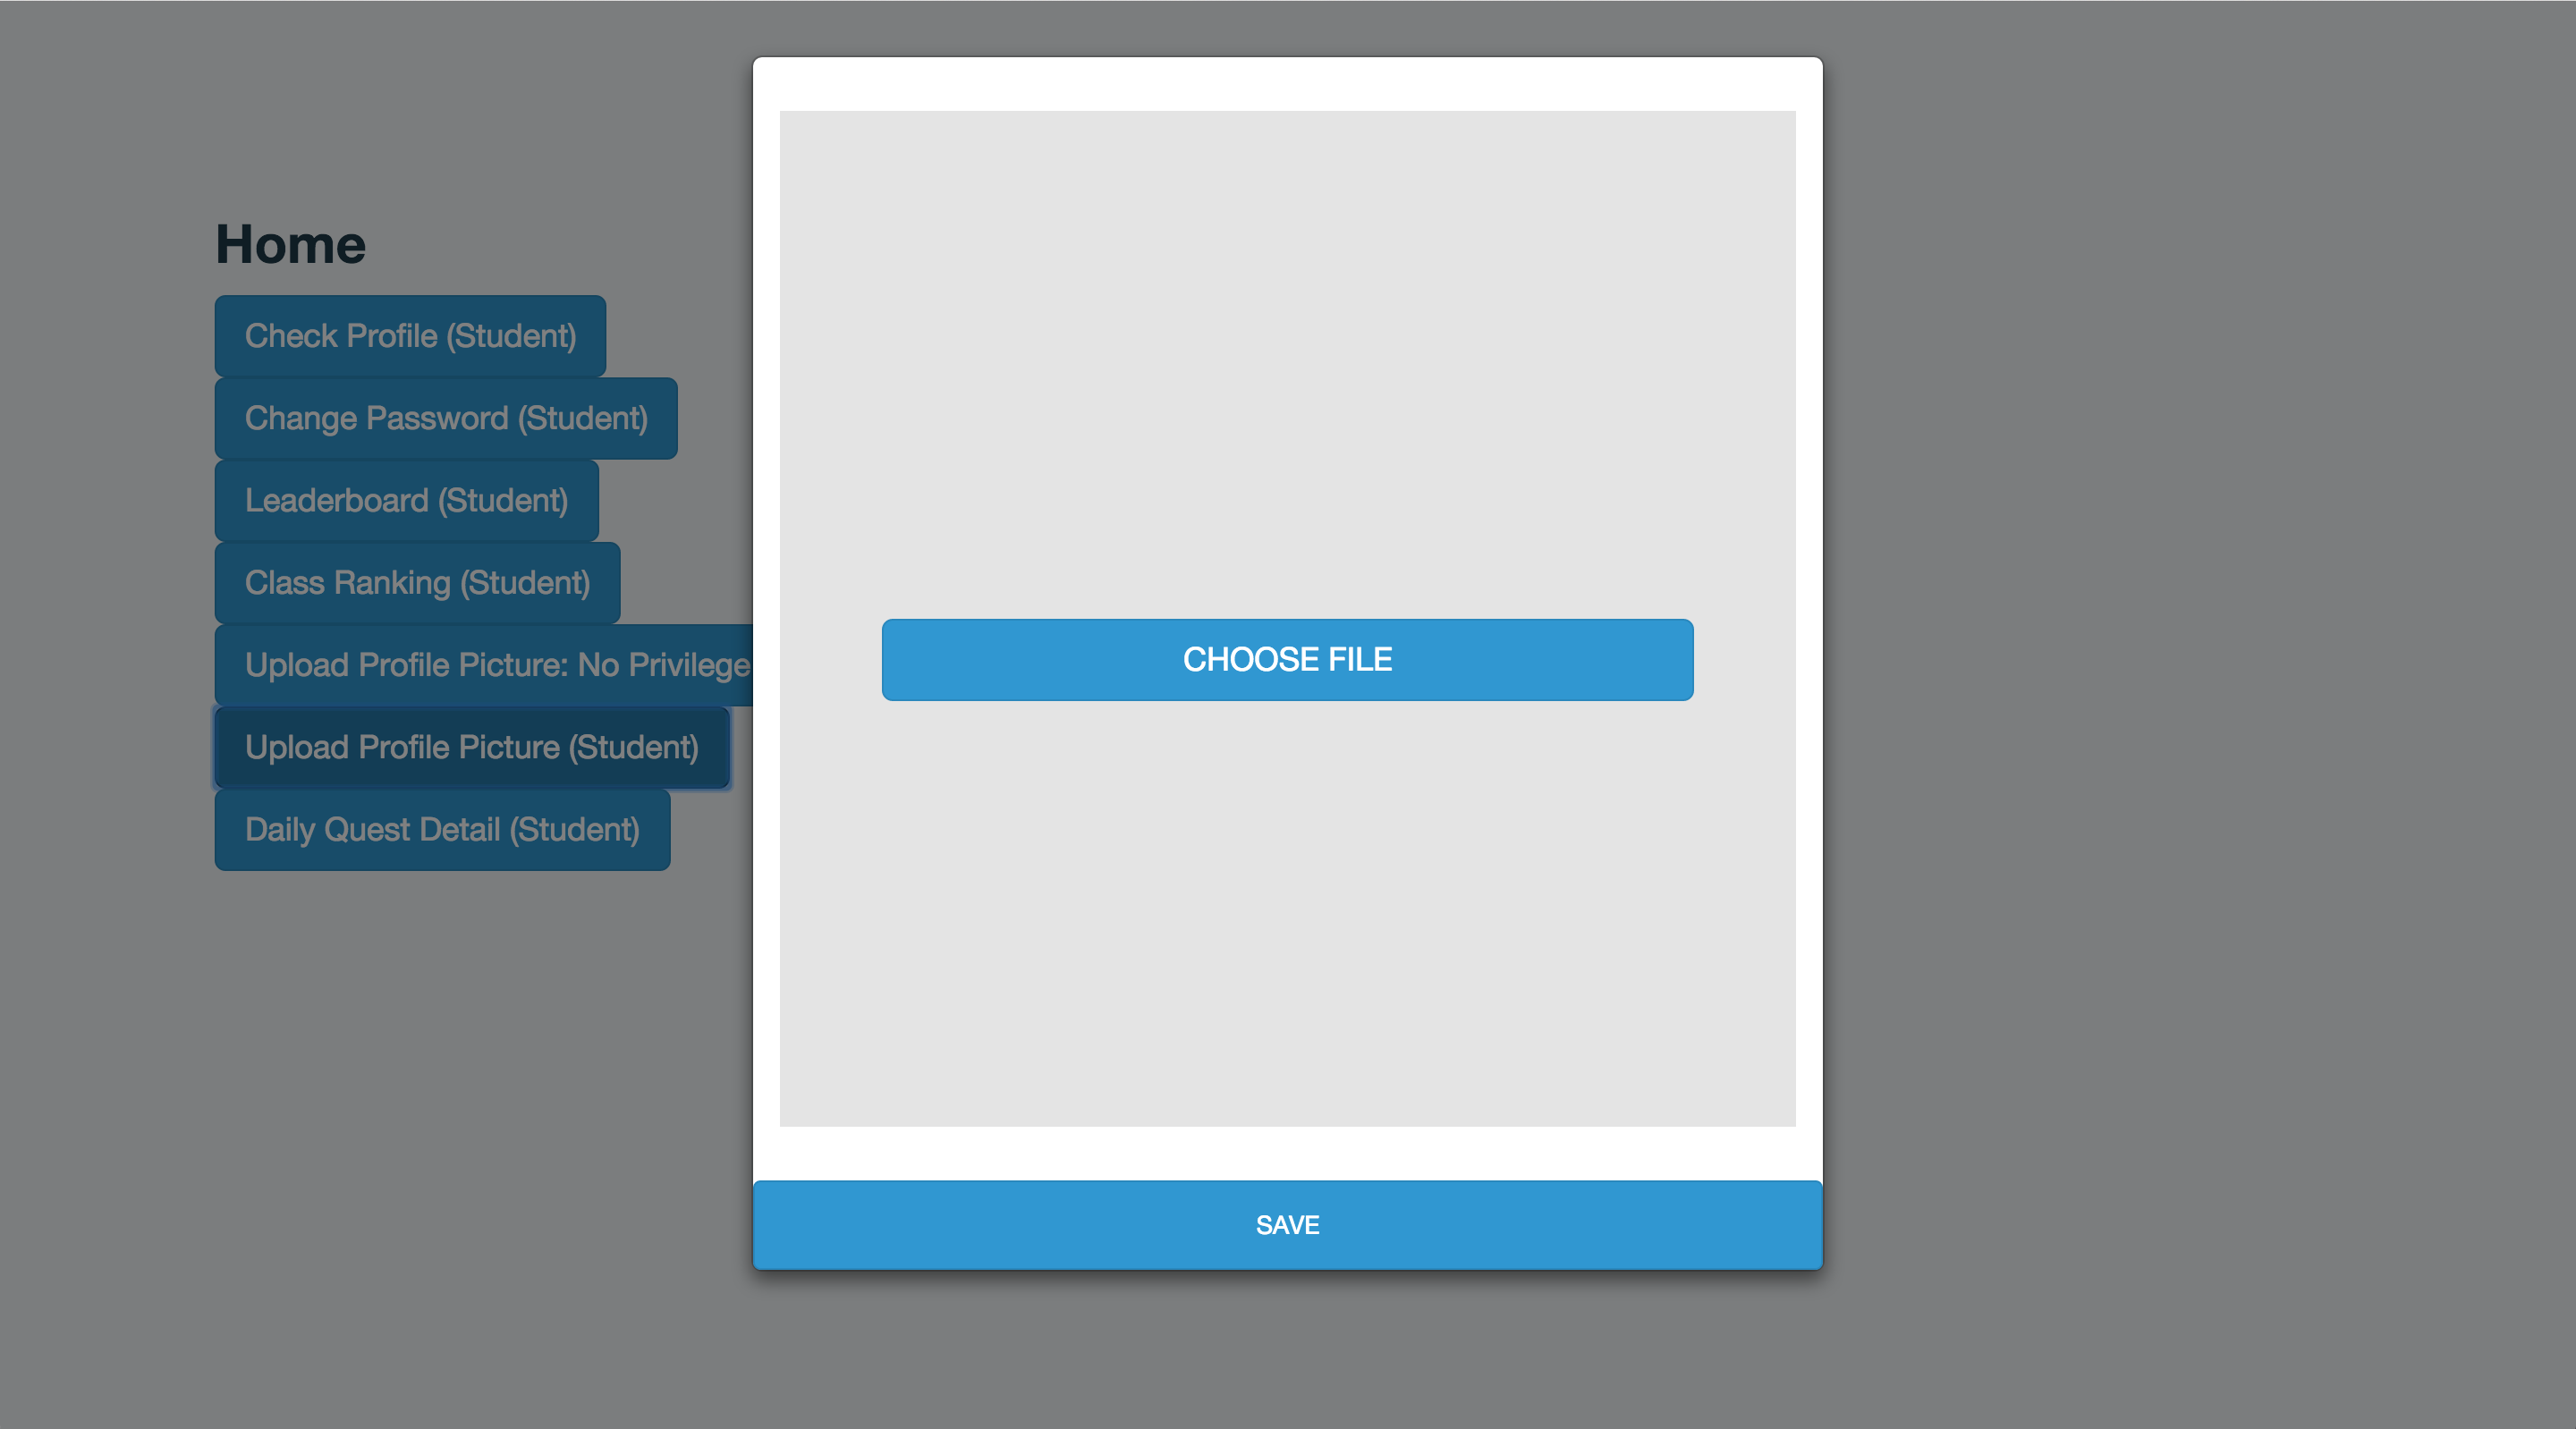 Home
Check Profile (Student)
Change Password (Student)
Leaderboard (Student)
Class Ranking (Student)
Upload Profile Picture: No Privilege
Upload Profile Picture (Student)
Daily Quest Detail (Student)
CHOOSE FILE
SAVE